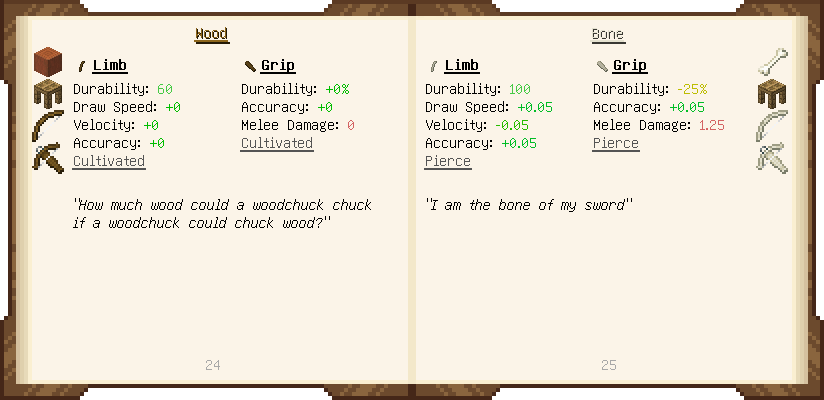 Wood
Limb
Durability: 60
Draw Speed: +0
Velocity: +0
Accuracy: +0
Cultivated
Grip
Durability: +0%
Accuracy: +0
Melee Damage: 0
Cultivated
"How much wood could a woodchuck chuck
if a woodchuck could chuck wood?"
24
Bone
Limb
Durability: 100
Draw Speed: +0.05
Velocity: -0.05
Accuracy: +0.05
Pierce
Grip
Durability: -25%
Accuracy: +0.05
Melee Damage: 1.25
Pierce
"I am the bone of my sword"
25